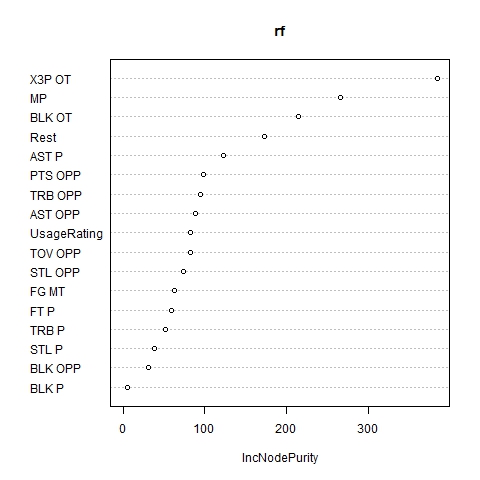 rf
X3P OT
MP
BLK OT
Rest
AST P
PTS OPP
TRB OPP
AST OPP
UsageRating
TOV OPP
STL OPP
FG MT
FT P
TRB P
STL P
BLK OPP
BLK P
0 100 200 300
IncNodePurity